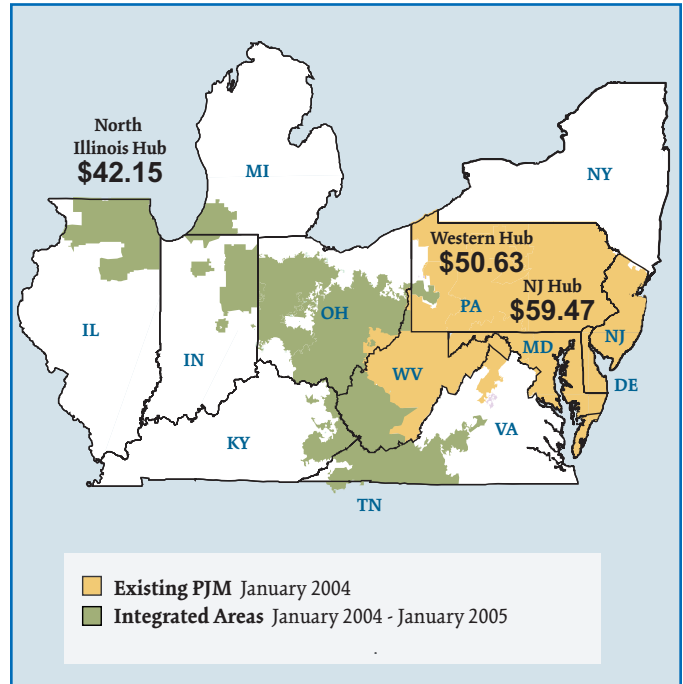 North
Illinois Hub
$42.15
MI
NY
Western Hub
$50.63
NJ Hub
$59.47
PA
OH
IL
IN
NJ
MD
WV
DE
VA
KY
TN
Existing PJM January 2004
Integrated Areas January 2004 - January 2005
.